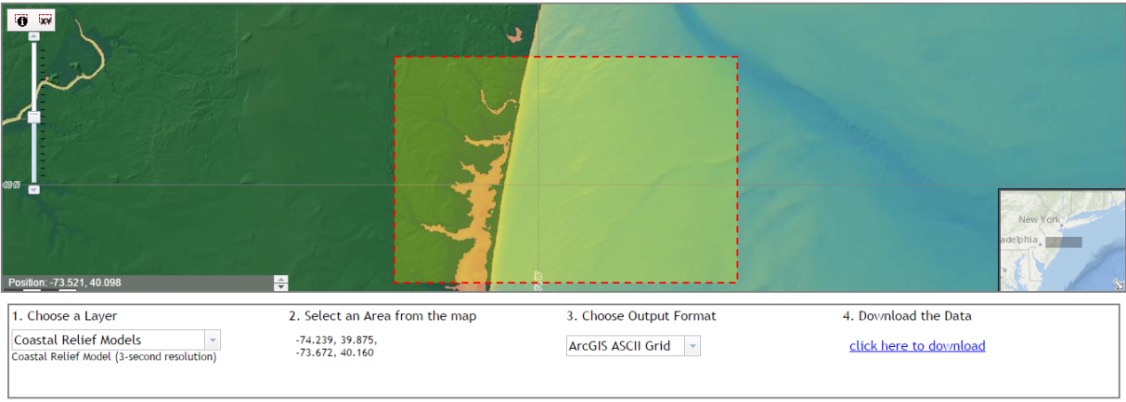 XY
New York
adelphia
Position: -73.521, 40.098
1. Choose a Layer
Coastal Relief Models
Coastal Relief Model (3-second resolution)
2. Select an Area from the map
-74.239, 39.875,
-73.672, 40.160
3. Choose Output Format
ArcGIS ASCII Grid
4. Download the Data
click here to download